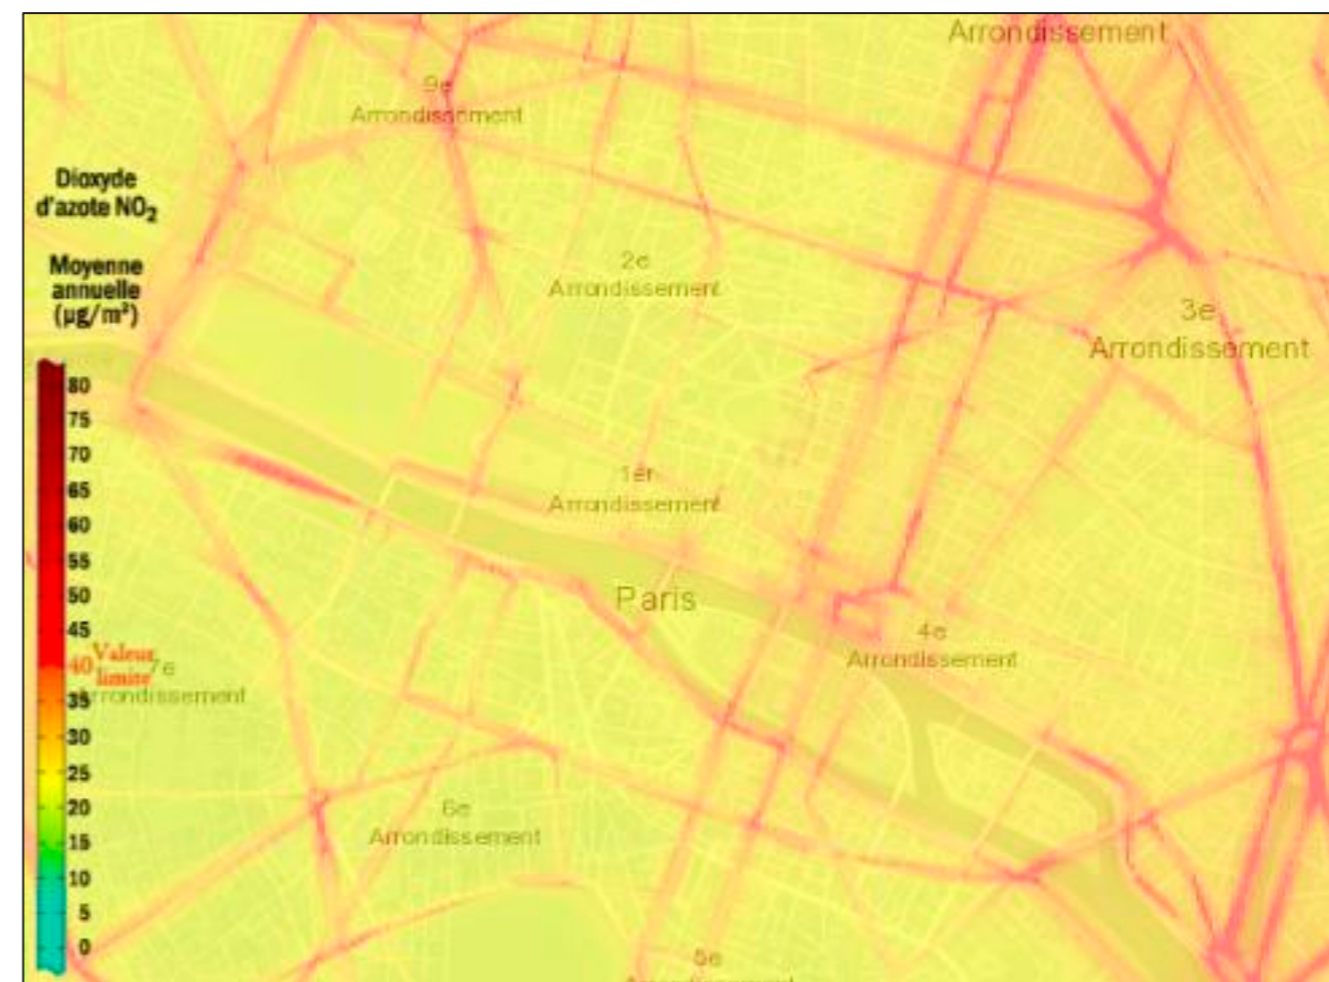 Arrondissement
9e
Arrondissement
Dioxyde
d'azote NO₂
Moyenne
annuelle
(µg/m³)
2e
Arrondissement
3e
Arrondissement
80
75
70
65
60
55
50
45
40 Valeur
limite
35
30
25
20
15
10
5
0
1er
Arrondissement
Paris
4e
Arrondissement
7e
Arrondissement
6e
Arrondissement
5e
Arrondissement